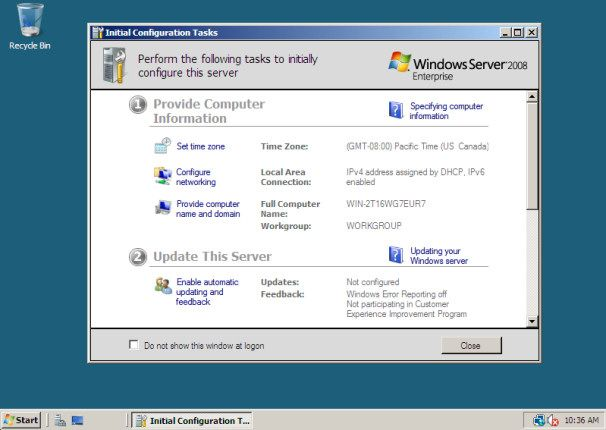 Recycle Bin
Initial Configuration Tasks
Perform the following tasks to initially
configure this server
Windows Server 2008
Enterprise
1 Provide Computer
Information
Specifying computer
information
Set time zone
Time Zone:
(GMT-08:00) Pacific Time (US Canada)
Configure
networking
Local Area
Connection:
IPv4 address assigned by DHCP, IPv6
enabled
Provide computer
name and domain
Full Computer
Name:
WIN-2T16WG7EUR7
Workgroup:
WORKGROUP
2 Update This Server
Updating your
Windows server
Enable automatic
updating and
feedback
Updates:
Not configured
Feedback:
Windows Error Reporting off
Not participating in Customer
Experience Improvement Program
Do not show this window at logon
Close
Start
Initial Configuration T...
10:36 AM